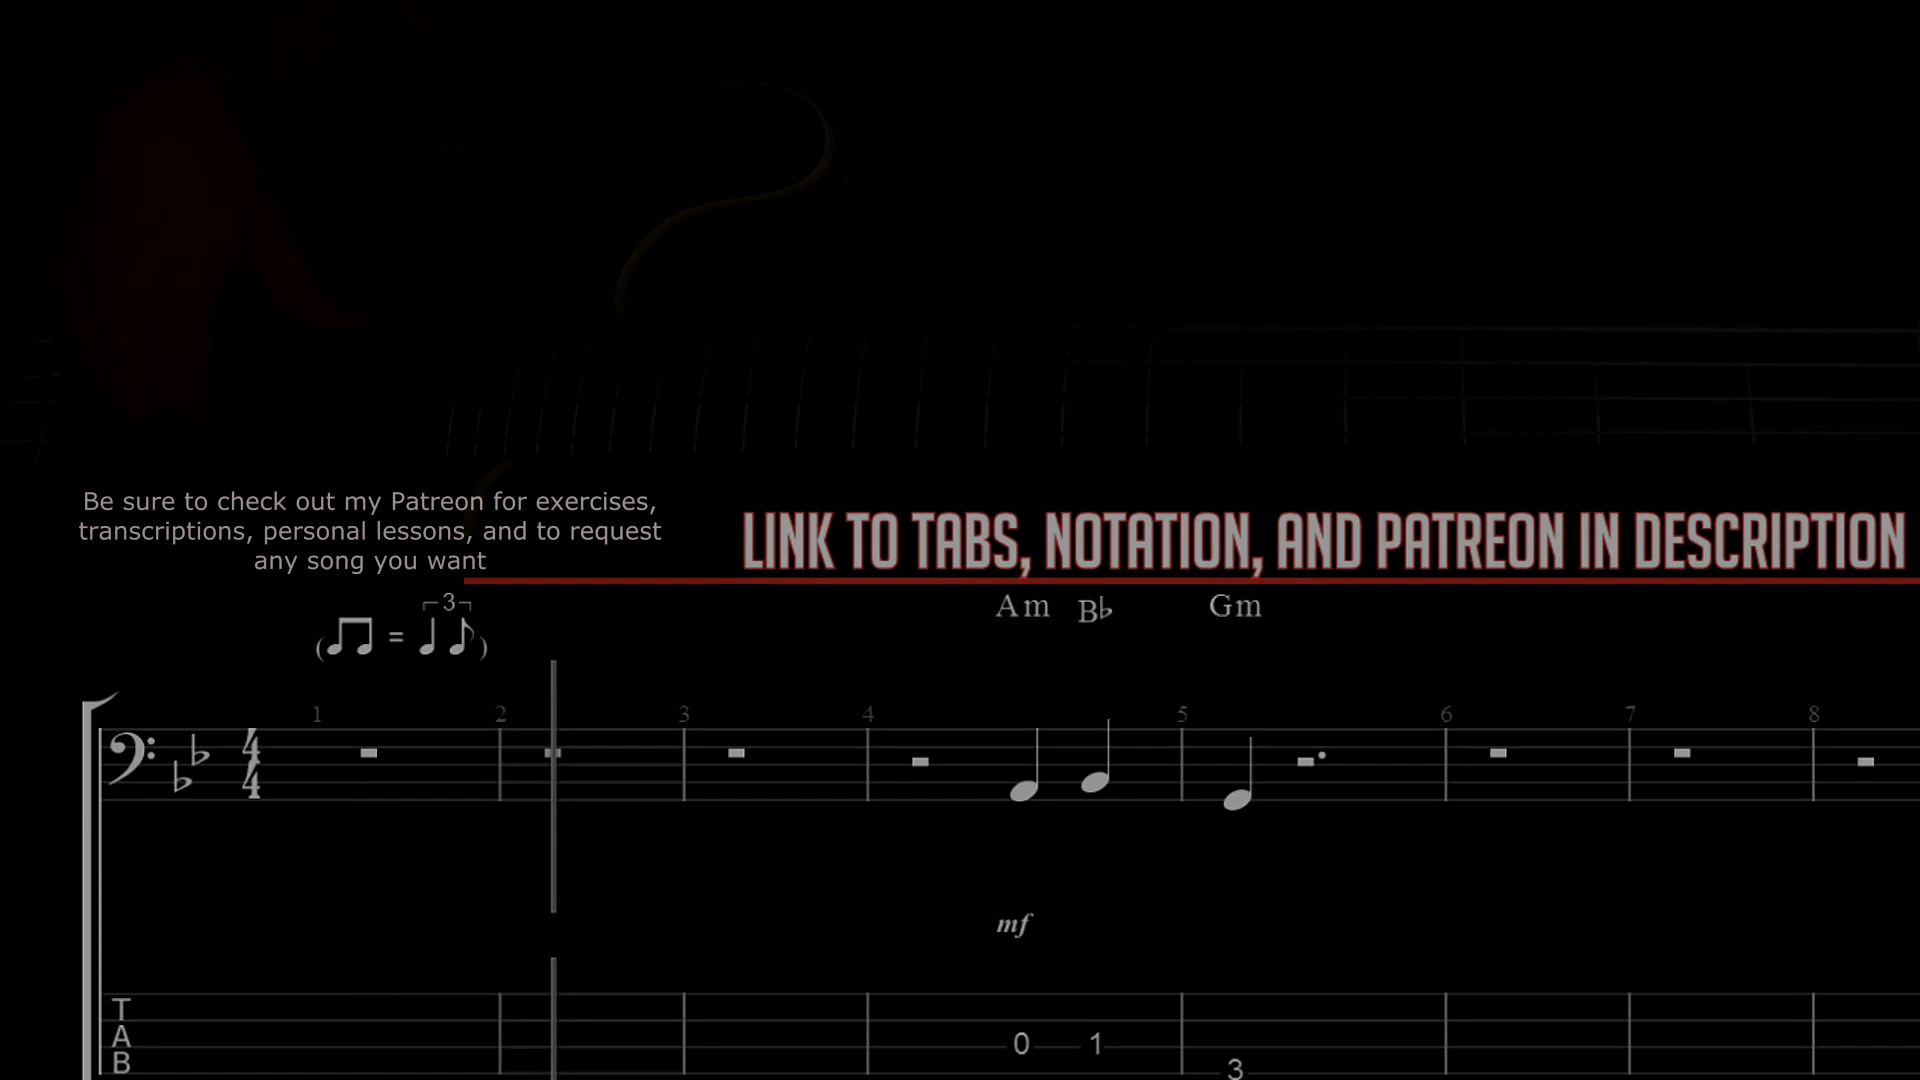 Be sure to check out my Patreon for exercises,
transcriptions, personal lessons, and to request
any song you want
LINK TO TABS, NOTATION, AND PATREON IN DESCRIPTION
Am B♭ Gm
3
( = )
1 2 3 4 5 6 7 8
4
4
mf
T
A
B
0 1
3